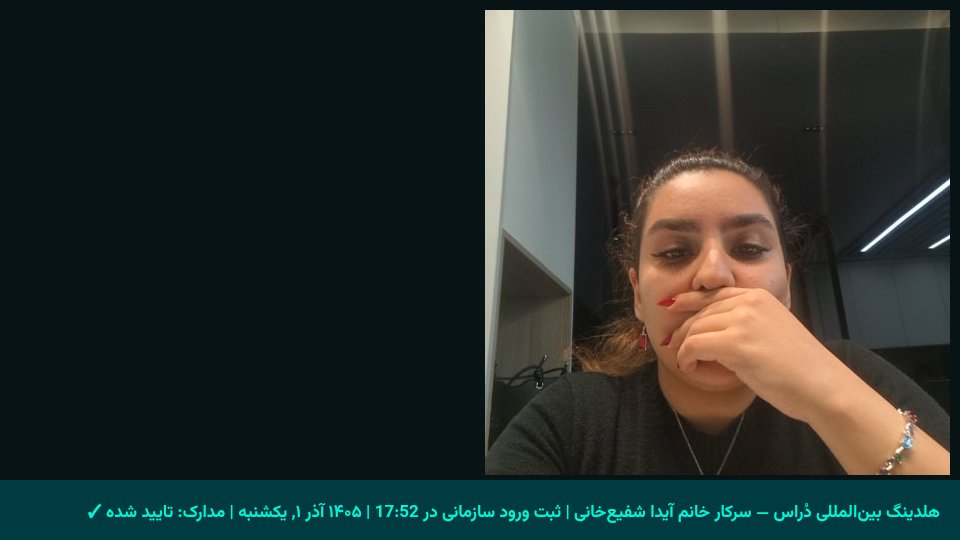 هلدینگ بین‌المللی دُراس — سرکار خانم آیدا شفیع‌خانی | ثبت ورود سازمانی در 17:52 | ۱۴۰۵ آذر ۱, یکشنبه | مدارک: تایید شده ✓